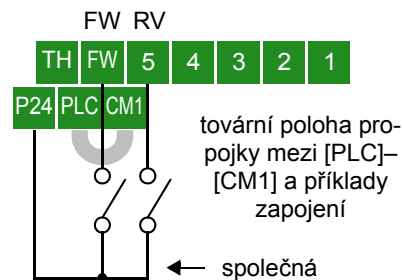 FW RV
TH FW 5 4 3 2 1
P24 PLC CM1
tovární poloha pro-
pojky mezi [PLC]–
[CM1] a příklady
zapojení
společná